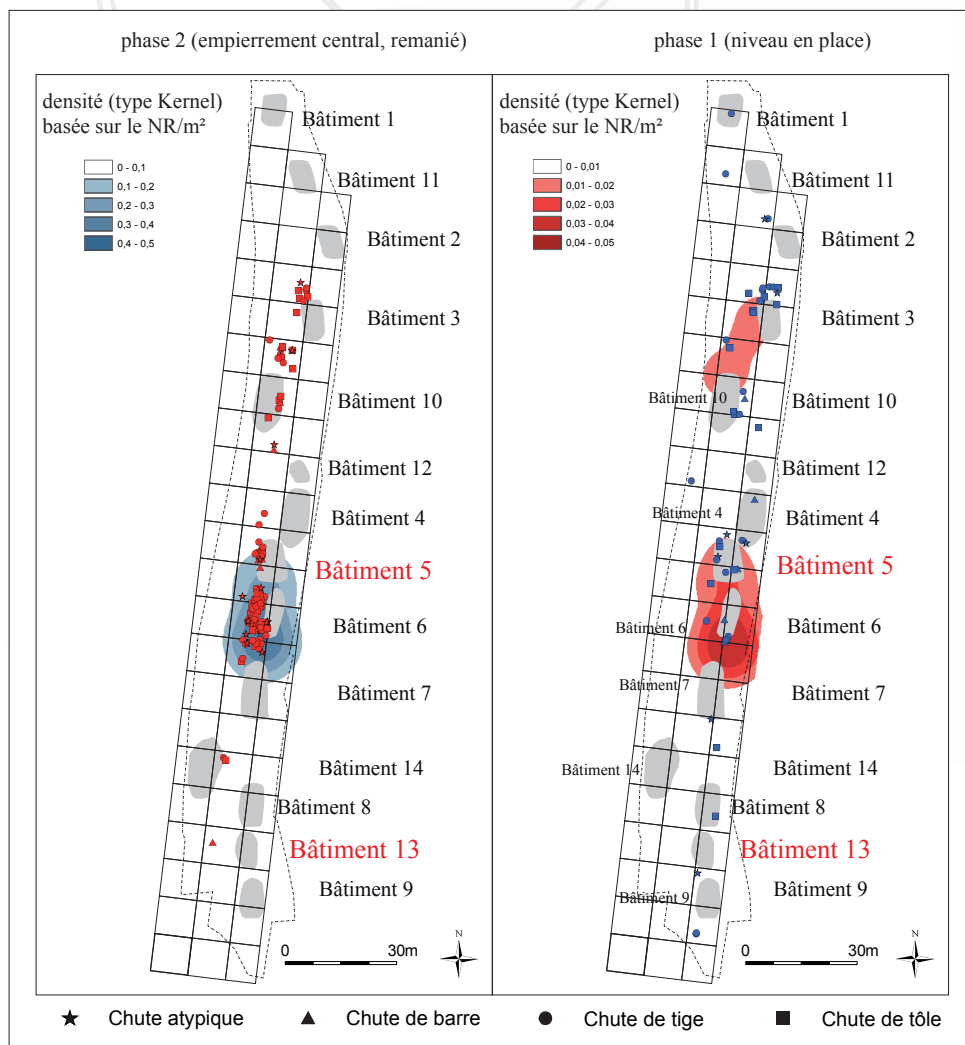 phase 2 (empierrement central, remanié)
phase 1 (niveau en place)
densité (type Kernel)
basée sur le NR/m²
0 - 0,1
0,1 - 0,2
0,2 - 0,3
0,3 - 0,4
0,4 - 0,5
Bâtiment 1
Bâtiment 11
Bâtiment 2
Bâtiment 3
Bâtiment 10
Bâtiment 12
Bâtiment 4
Bâtiment 5
Bâtiment 6
Bâtiment 7
Bâtiment 14
Bâtiment 8
Bâtiment 13
Bâtiment 9
0 30m
N
densité (type Kernel)
basée sur le NR/m²
0 - 0,01
0,01 - 0,02
0,02 - 0,03
0,03 - 0,04
0,04 - 0,05
Bâtiment 1
Bâtiment 11
Bâtiment 2
Bâtiment 3
Bâtiment 10
Bâtiment 10
Bâtiment 12
Bâtiment 4
Bâtiment 4
Bâtiment 5
Bâtiment 6
Bâtiment 6
Bâtiment 7
Bâtiment 7
Bâtiment 14
Bâtiment 14
Bâtiment 8
Bâtiment 13
Bâtiment 9
Bâtiment 9
0 30m
N
Chute atypique
Chute de barre
Chute de tige
Chute de tôle